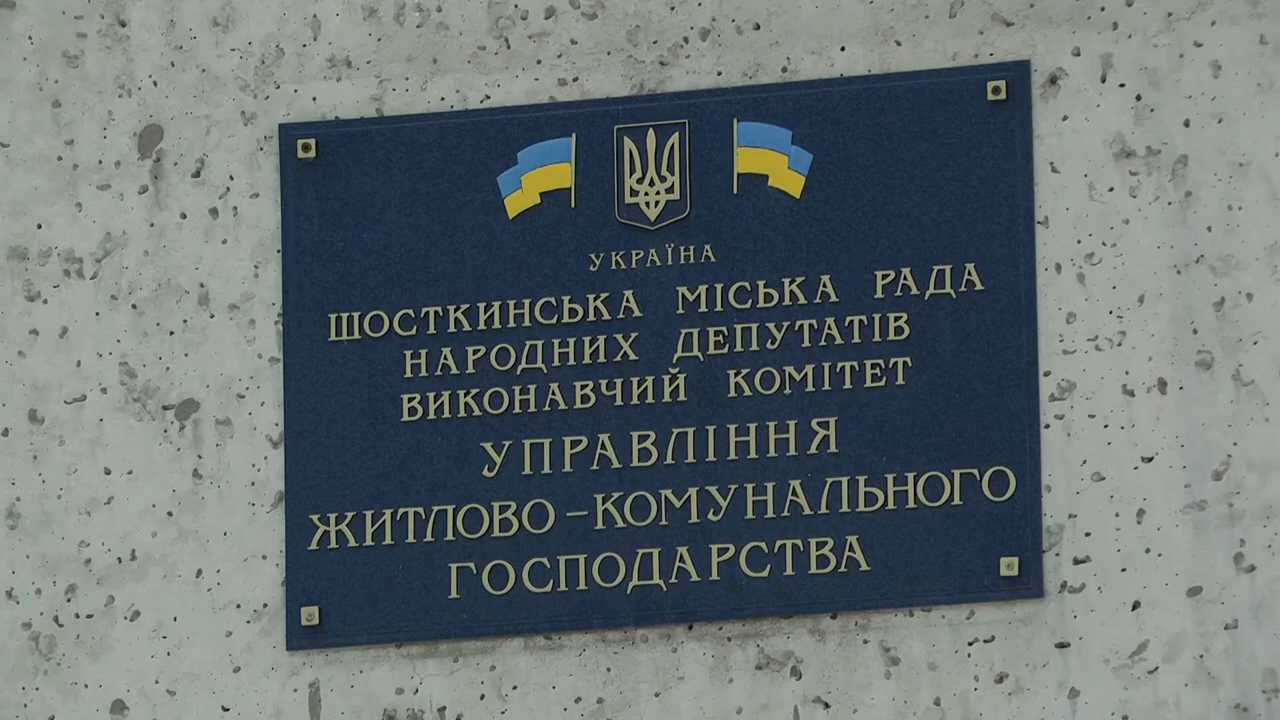 УКРАЇНА
ШОСТКИНСЬКА МІСЬКА РАДА
НАРОДНИХ ДЕПУТАТІВ
ВИКОНАВЧИЙ КОМІТЕТ
УПРАВЛІННЯ
ЖИТЛОВО-КОМУНАЛЬНОГО
ГОСПОДАРСТВА